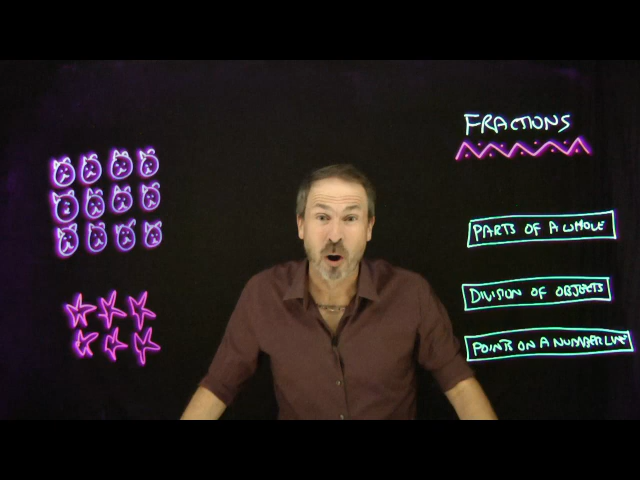 FRACTIONS
PARTS OF A WHOLE
DIVISION OF OBJECTS
POINTS ON A NUMBER LINE